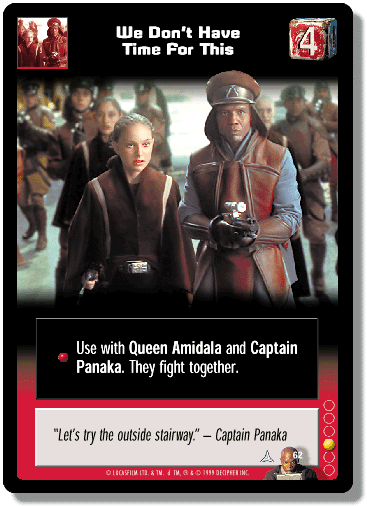 We Don't Have
Time For This
4
Use with Queen Amidala and Captain
Panaka. They fight together.
"Let's try the outside stairway." – Captain Panaka
62
© LUCASFILM LTD. & TM. © 1999 DECIPHER INC.